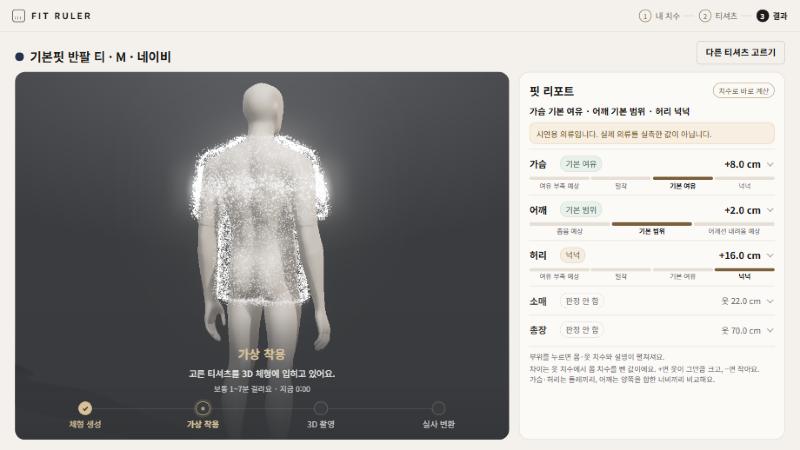 FIT RULER
1 내 치수
2 티셔츠
3 결과
기본핏 반팔 티 · M · 네이비
다른 티셔츠 고르기
가상 착용
고른 티셔츠를 3D 체형에 입히고 있어요.
보통 1~7분 걸려요 · 지금 0:00
체형 생성
가상 착용
3D 촬영
실사 변환
핏 리포트
치수로 바로 계산
가슴 기본 여유 · 어깨 기본 범위 · 허리 넉넉
시연용 의류입니다. 실제 의류를 실측한 값이 아닙니다.
가슴 기본 여유 +8.0 cm
여유 부족 예상 밀착 기본 여유 넉넉
어깨 기본 범위 +2.0 cm
좁음 예상 기본 범위 어깨선 내려옴 예상
허리 넉넉 +16.0 cm
여유 부족 예상 밀착 기본 여유 넉넉
소매 판정 안 함 옷 22.0 cm
총장 판정 안 함 옷 70.0 cm
부위를 누르면 몸·옷 치수와 설명이 펼쳐져요.
차이는 옷 치수에서 몸 치수를 뺀 값이에요. +면 옷이 그만큼 크고, −면 작아요.
가슴·허리는 둘레끼리, 어깨는 양쪽을 합한 너비끼리 비교해요.